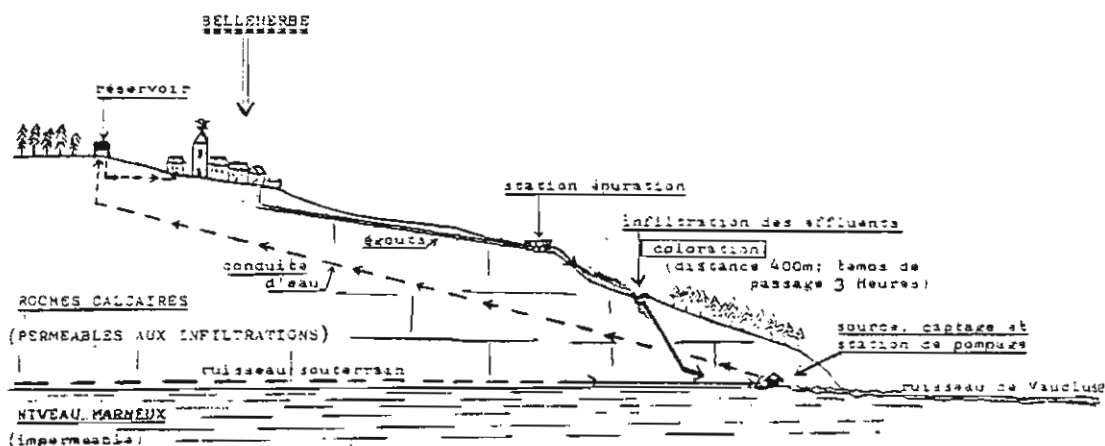 BELLEHERBE
réservoir
station épuration
infiltration des effluents
coloration
(distance 400m; temps de
passage 3 Heures)
égouts
conduite
d'eau
ROCHES CALCAIRES
(PERMEABLES AUX INFILTRATIONS)
source, captage et
station de pompage
ruisseau souterrain
ruisseau de Vaucluse
NIVEAU MARNEUX
(imperméable)